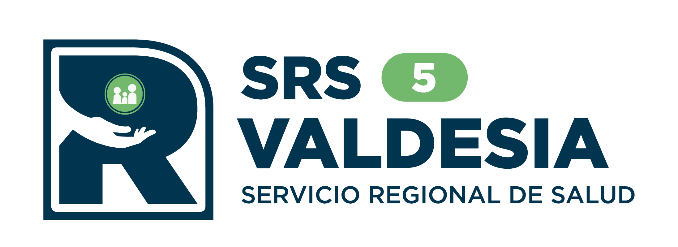 R
SRS 5
VALDESIA
SERVICIO REGIONAL DE SALUD